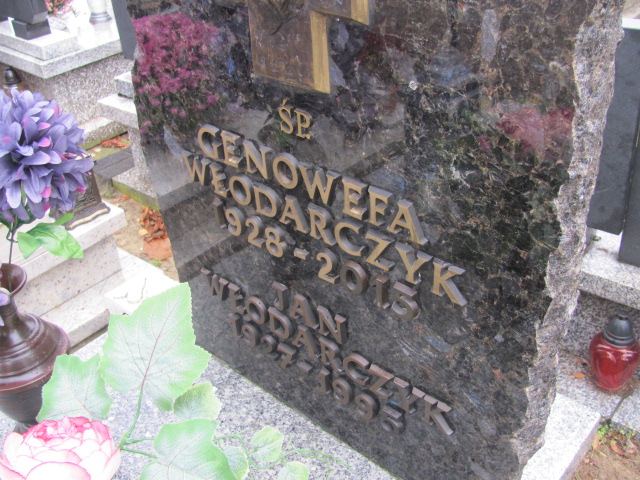 ŚP.
GENOWEFA
WŁODARCZYK
1928-2015
JAN
WŁODARCZYK
1927-1995